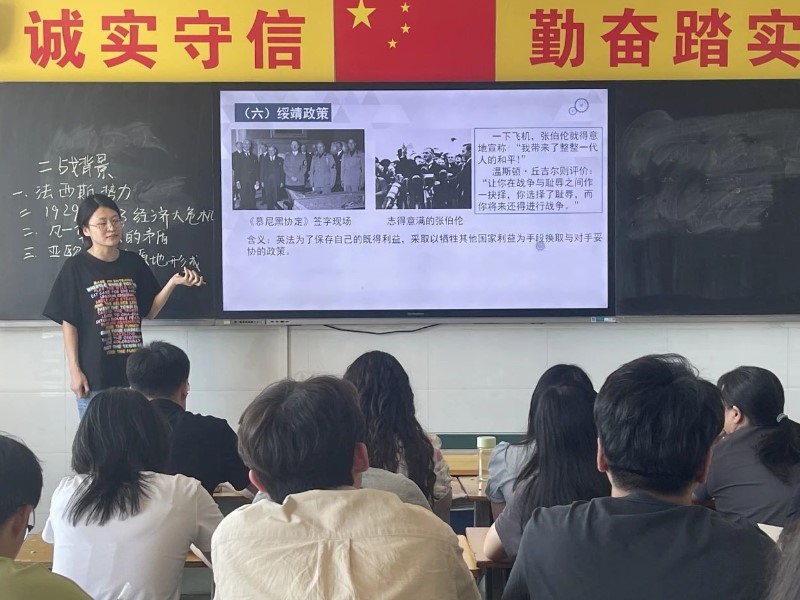 诚实守信
勤奋踏实
二战背景
一、法西斯势力
二 1929 经济大危机
二、 的矛盾
三 地形成
（六）绥靖政策
《慕尼黑协定》签字现场
志得意满的张伯伦
一下飞机，张伯伦就得意
地宣称：“我带来了整整一代
人的和平！”
温斯顿·丘吉尔则评价：
“让你在战争与耻辱之间作
一抉择，你选择了耻辱，而
你将来还得进行战争。”
含义：英法为了保存自己的既得利益，采取以牺牲其他国家利益为手段换取与对手妥
协的政策。